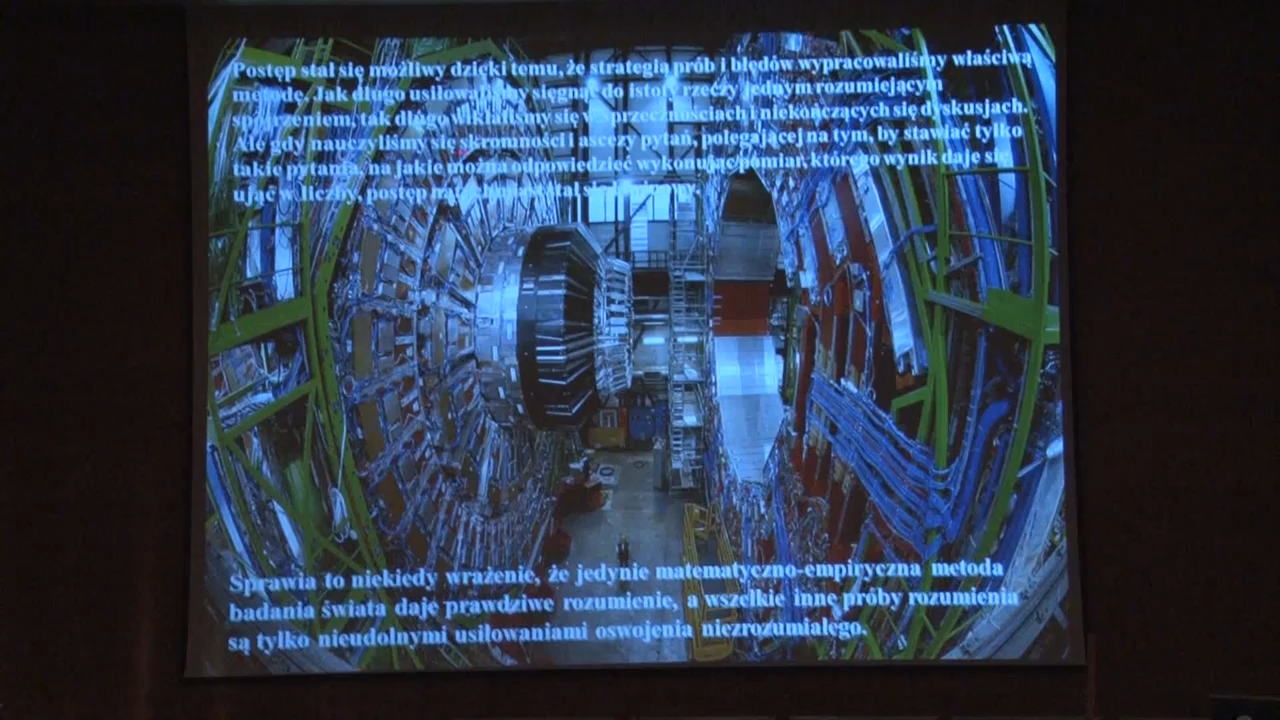 Postęp stał się możliwy dzięki temu, że strategią prób i błędów wypracowaliśmy właściwą
metodę. Jak długo usiłowaliśmy sięgnąć do istoty rzeczy jednym rozumiejącym
spojrzeniem, tak długo wikłaliśmy się w sprzecznościach i niekończących się dyskusjach.
Ale gdy nauczyliśmy się skromności i ascezy pytań, polegającej na tym, by stawiać tylko
takie pytania, na jakie można odpowiedzieć wykonując pomiar, którego wynik daje się
ująć w liczby, postęp natychmiast stał się
Sprawia to niekiedy wrażenie, że jedynie matematyczno-empiryczna metoda
badania świata daje prawdziwe rozumienie, a wszelkie inne próby rozumienia
są tylko nieudolnymi usiłowaniami oswojenia niezrozumiałego.